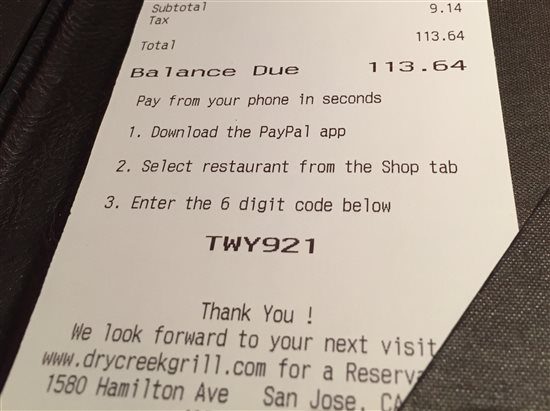 Subtotal
Tax 9.14
Total 113.64
Balance Due 113.64
Pay from your phone in seconds
1. Download the PayPal app
2. Select restaurant from the Shop tab
3. Enter the 6 digit code below
TWY921
Thank You !
We look forward to your next visit
www.drycreekgrill.com for a Reserva
1580 Hamilton Ave San Jose, CA